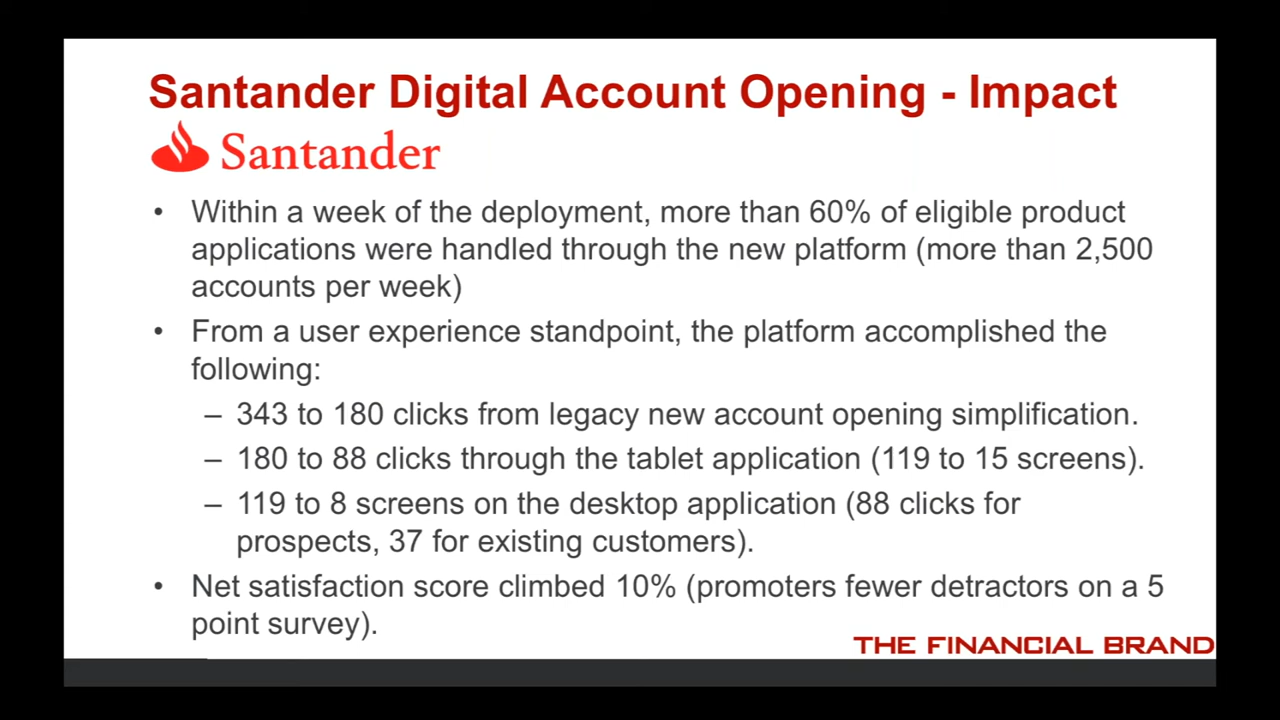 Santander Digital Account Opening - Impact
Santander
• Within a week of the deployment, more than 60% of eligible product
applications were handled through the new platform (more than 2,500
accounts per week)
• From a user experience standpoint, the platform accomplished the
following:
– 343 to 180 clicks from legacy new account opening simplification.
– 180 to 88 clicks through the tablet application (119 to 15 screens).
– 119 to 8 screens on the desktop application (88 clicks for
prospects, 37 for existing customers).
• Net satisfaction score climbed 10% (promoters fewer detractors on a 5
point survey).
THE FINANCIAL BRAND